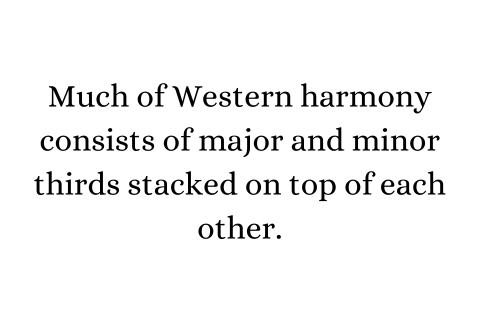 Much of Western harmony
consists of major and minor
thirds stacked on top of each
other.